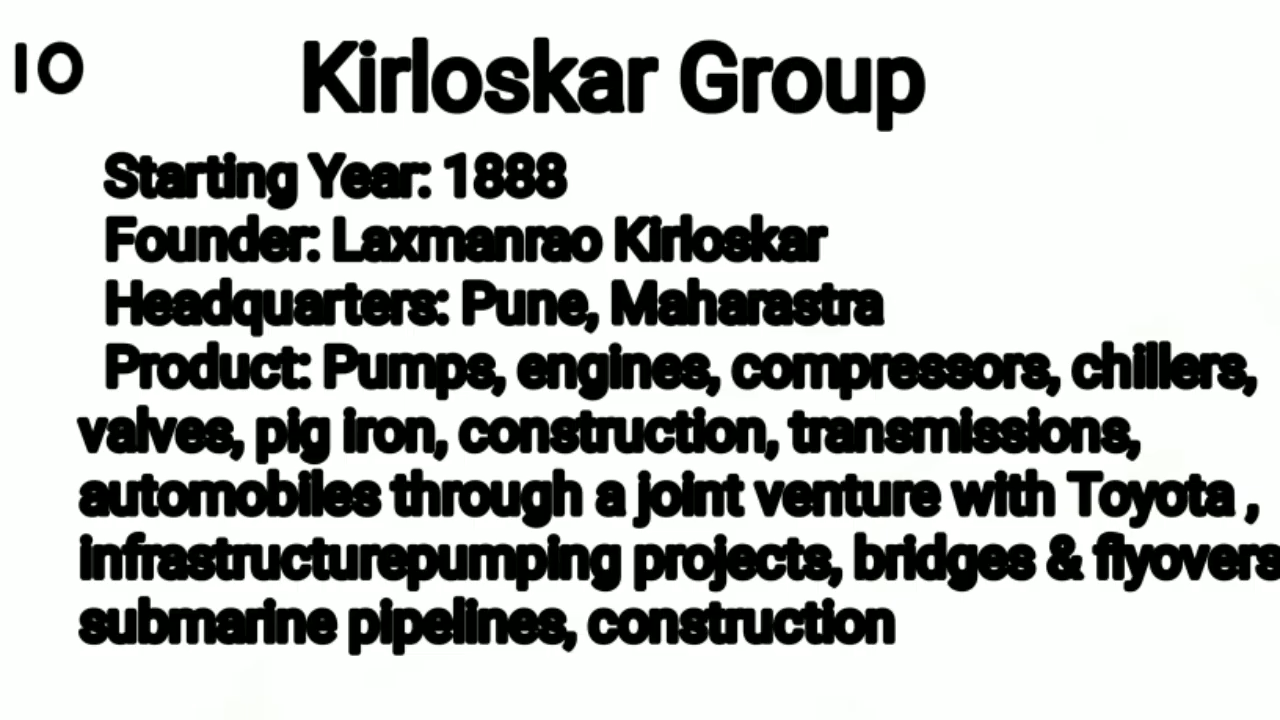 10
Kirloskar Group
Starting Year: 1888
Founder: Laxmanrao Kirloskar
Headquarters: Pune, Maharastra
Product: Pumps, engines, compressors, chillers,
valves, pig iron, construction, transmissions,
automobiles through a joint venture with Toyota ,
infrastructurepumping projects, bridges & flyovers
submarine pipelines, construction